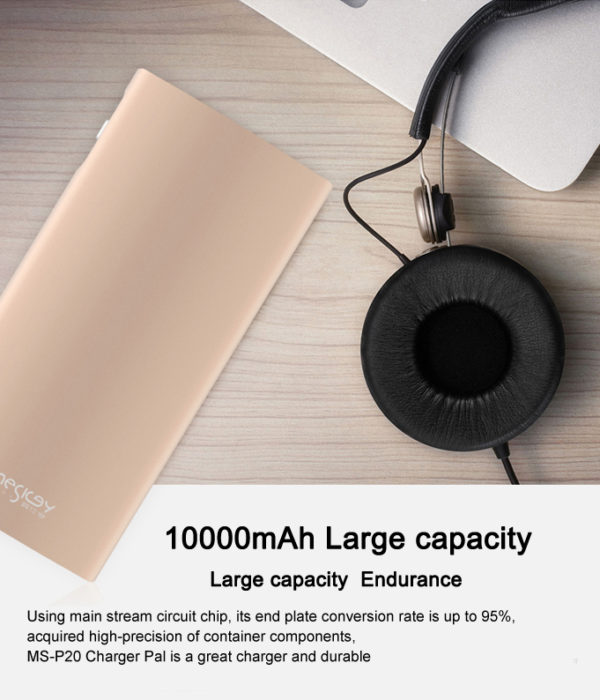 10000mAh Large capacity
Large capacity Endurance
Using main stream circuit chip, its end plate conversion rate is up to 95%,
acquired high-precision of container components,
MS-P20 Charger Pal is a great charger and durable